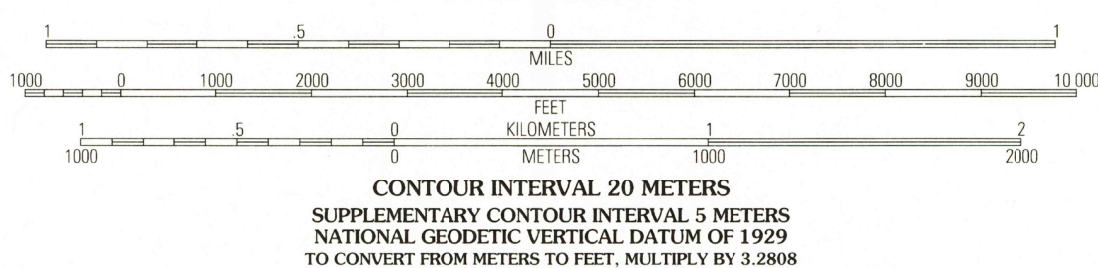 1 .5 0 1
MILES
1000 0 1000 2000 3000 4000 5000 6000 7000 8000 9000 10 000
FEET
1 .5 0 KILOMETERS 1 2
1000 0 METERS 1000 2000
CONTOUR INTERVAL 20 METERS
SUPPLEMENTARY CONTOUR INTERVAL 5 METERS
NATIONAL GEODETIC VERTICAL DATUM OF 1929
TO CONVERT FROM METERS TO FEET, MULTIPLY BY 3.2808